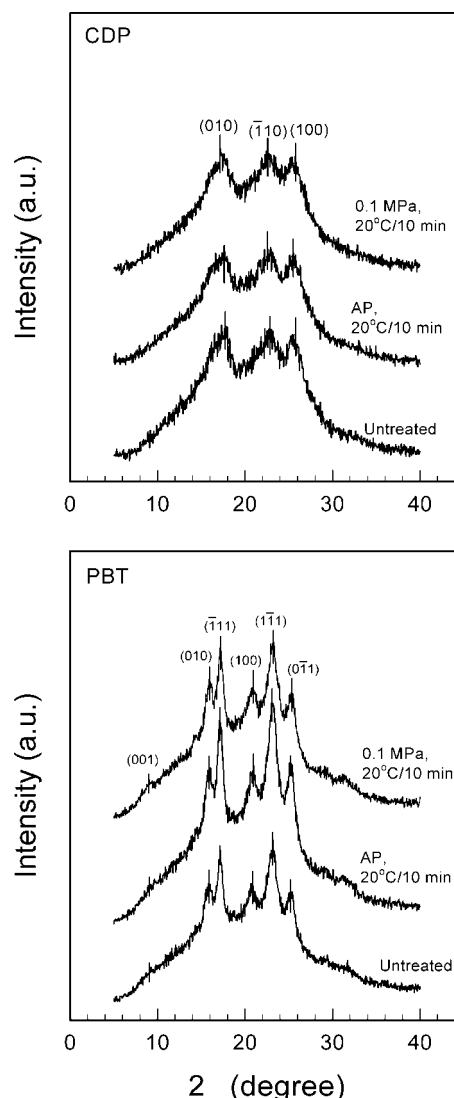 CDP
(010)
(1̅10)
(100)
0.1 MPa,
20°C/10 min
AP,
20°C/10 min
Untreated
Intensity (a.u.)
0 10 20 30 40
PBT
(1̅11)
(11̅1)
(010)
(100)
(01̅1)
(001)
0.1 MPa,
20°C/10 min
AP,
20°C/10 min
Untreated
Intensity (a.u.)
0 10 20 30 40
2 (degree)